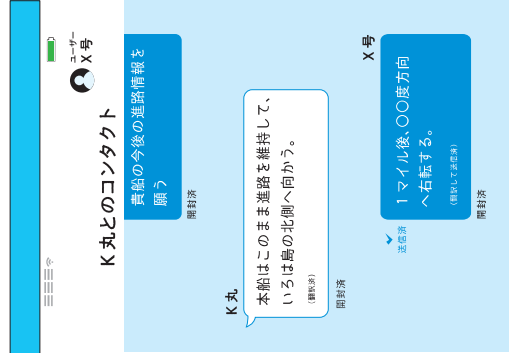 ユーザー
X号
K丸とのコンタクト
貴船の今後の進路情報を
願う
開封済
K丸
本船はこのまま進路を維持して、
いろは島の北側へ向かう。
(翻訳済)
開封済
X号
1マイル後、〇〇度方向
へ右転する。
(翻訳して送信済)
送信済
開封済